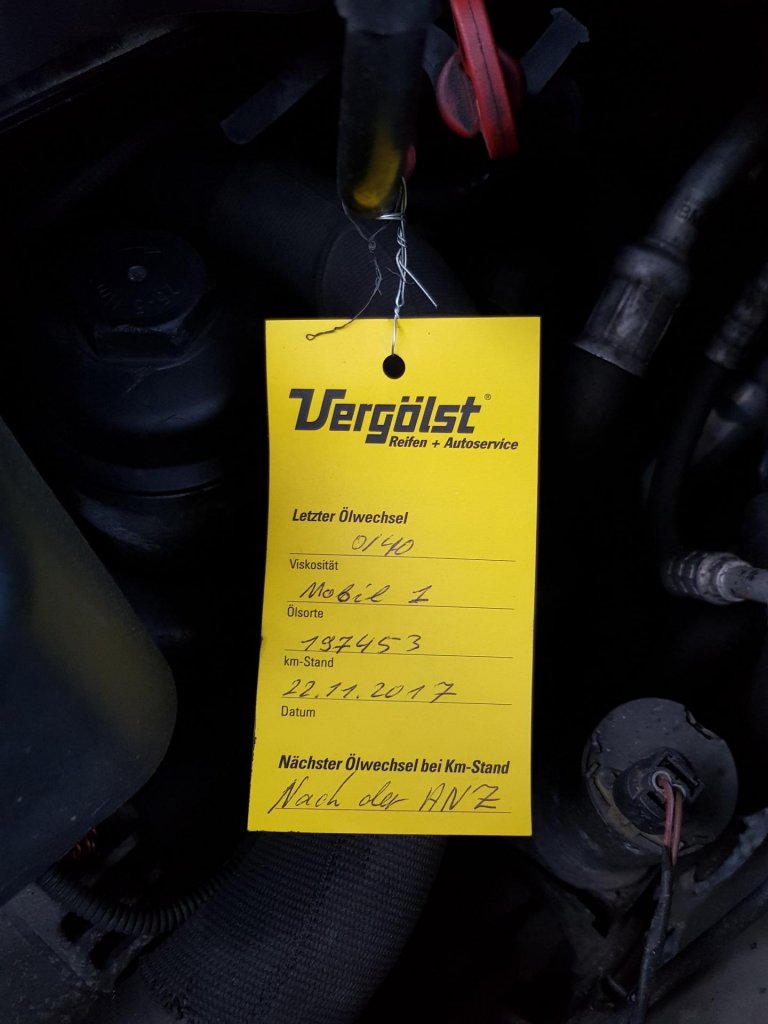 Vergölst®
Reifen + Autoservice
Letzter Ölwechsel
0/40
Viskosität
Mobil 1
Ölsorte
197453
km-Stand
22.11.2017
Datum
Nächster Ölwechsel bei Km-Stand
Nach der ANZ